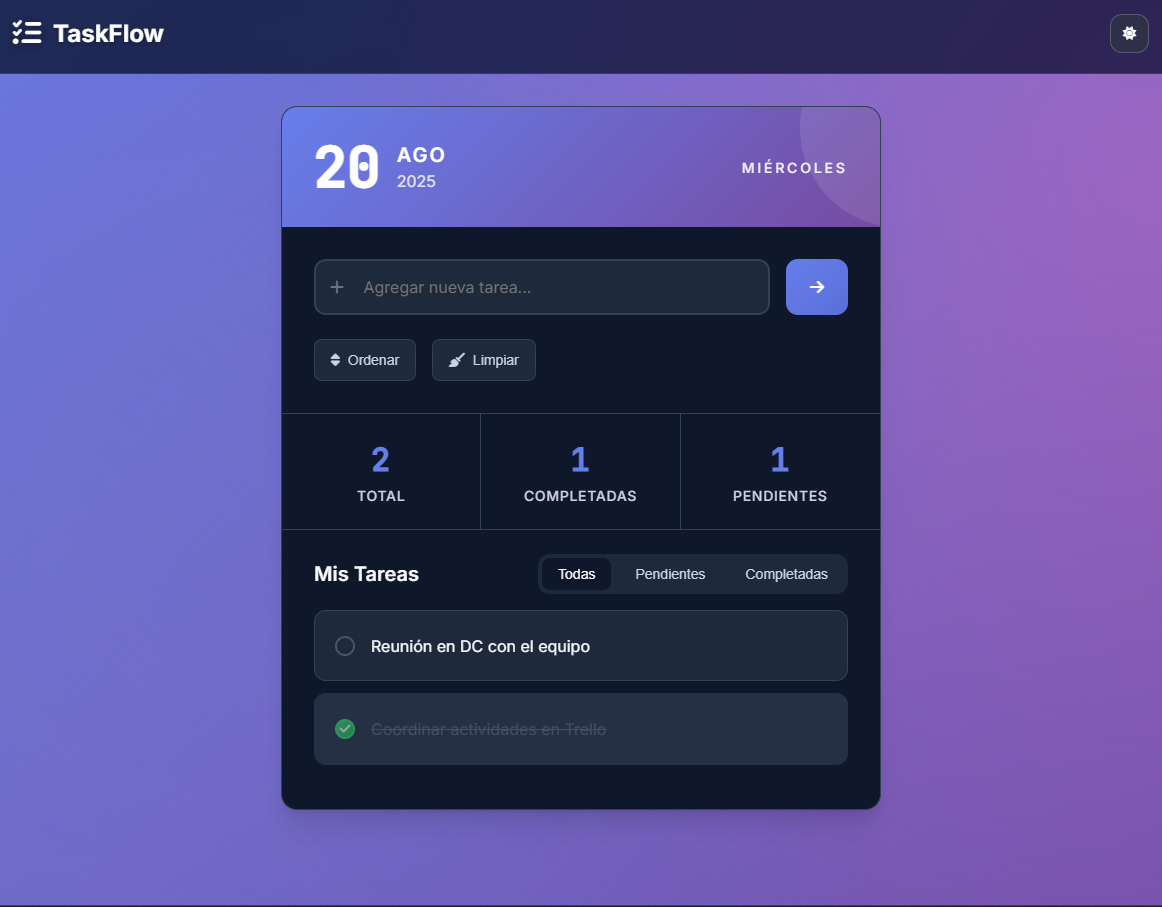 TaskFlow
20
AGO
2025
MIÉRCOLES
Agregar nueva tarea...
Ordenar
Limpiar
2
TOTAL
1
COMPLETADAS
1
PENDIENTES
Mis Tareas
Todas
Pendientes
Completadas
Reunión en DC con el equipo
Coordinar actividades en Trello